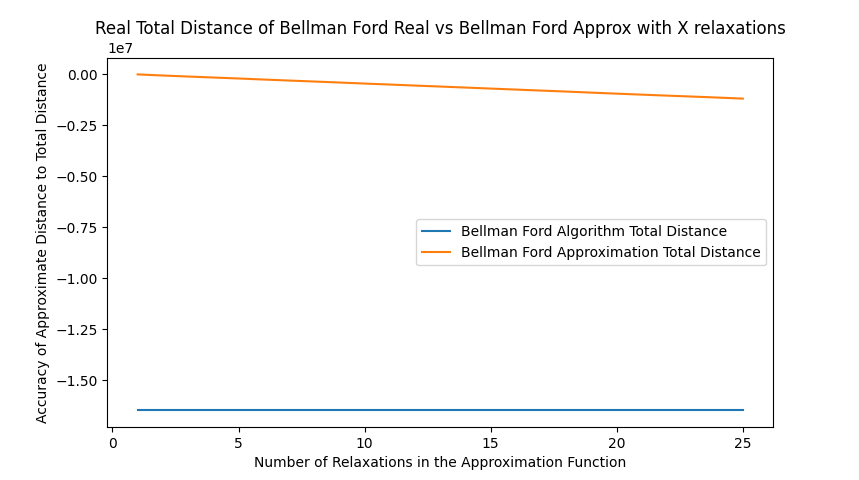 Real Total Distance of Bellman Ford Real vs Bellman Ford Approx with X relaxations
1e7
0.00
−0.25
−0.50
−0.75
−1.00
−1.25
−1.50
Accuracy of Approximate Distance to Total Distance
Bellman Ford Algorithm Total Distance
Bellman Ford Approximation Total Distance
0 5 10 15 20 25
Number of Relaxations in the Approximation Function